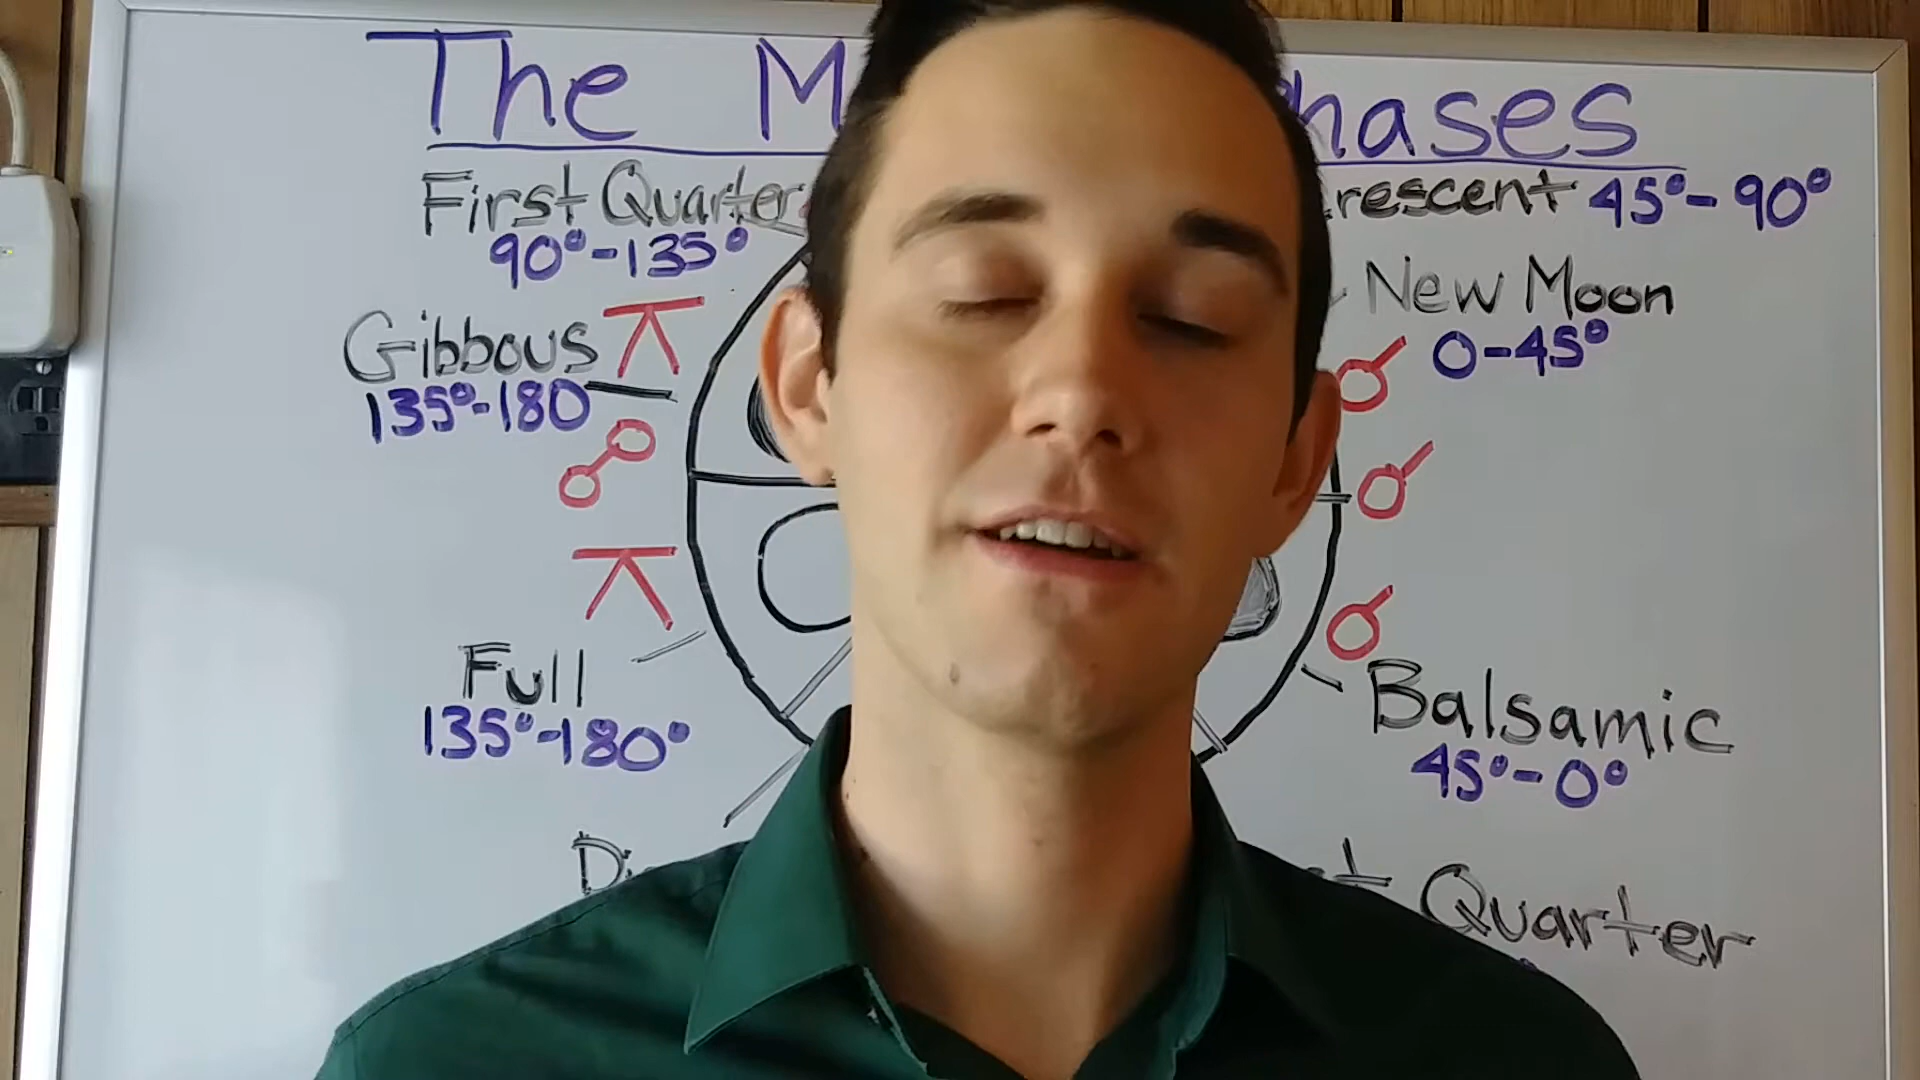 The M hases
First Quarter
90°-135°
Gibbous
135°-180
Full
135°-180°
Di
rescent 45°-90°
New Moon
0-45°
Balsamic
45°-0°
t Quarter